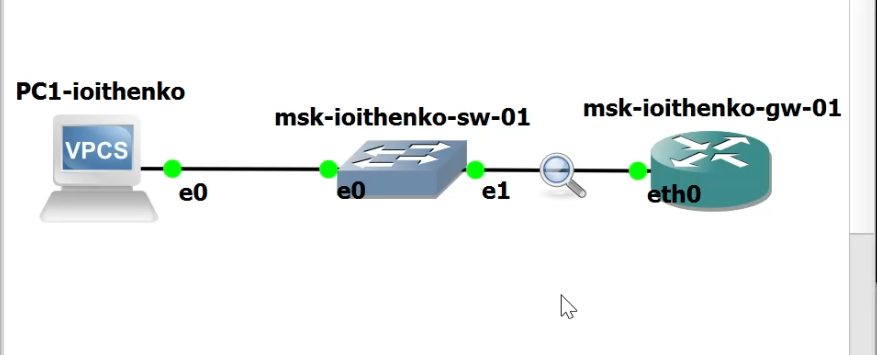 PC1-ioithenko
msk-ioithenko-sw-01
msk-ioithenko-gw-01
VPCS
e0
e0
e1
eth0